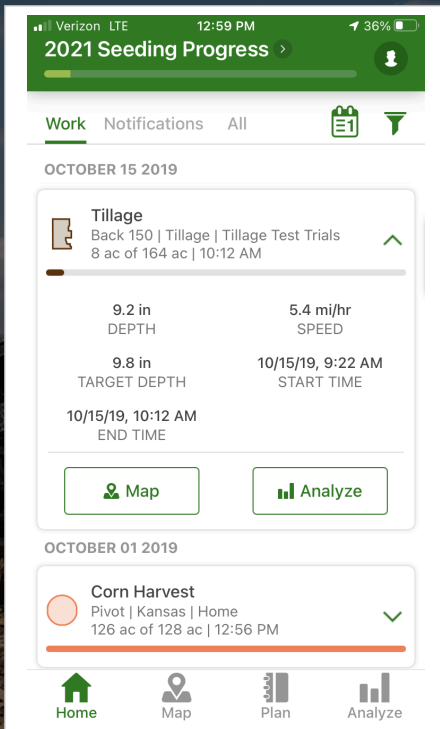 Verizon LTE 12:59 PM 36%
2021 Seeding Progress
Work Notifications All 1
OCTOBER 15 2019
Tillage
Back 150 | Tillage | Tillage Test Trials
8 ac of 164 ac | 10:12 AM
9.2 in 5.4 mi/hr
DEPTH SPEED
9.8 in 10/15/19, 9:22 AM
TARGET DEPTH START TIME
10/15/19, 10:12 AM
END TIME
Map Analyze
OCTOBER 01 2019
Corn Harvest
Pivot | Kansas | Home
126 ac of 128 ac | 12:56 PM
Home Map Plan Analyze